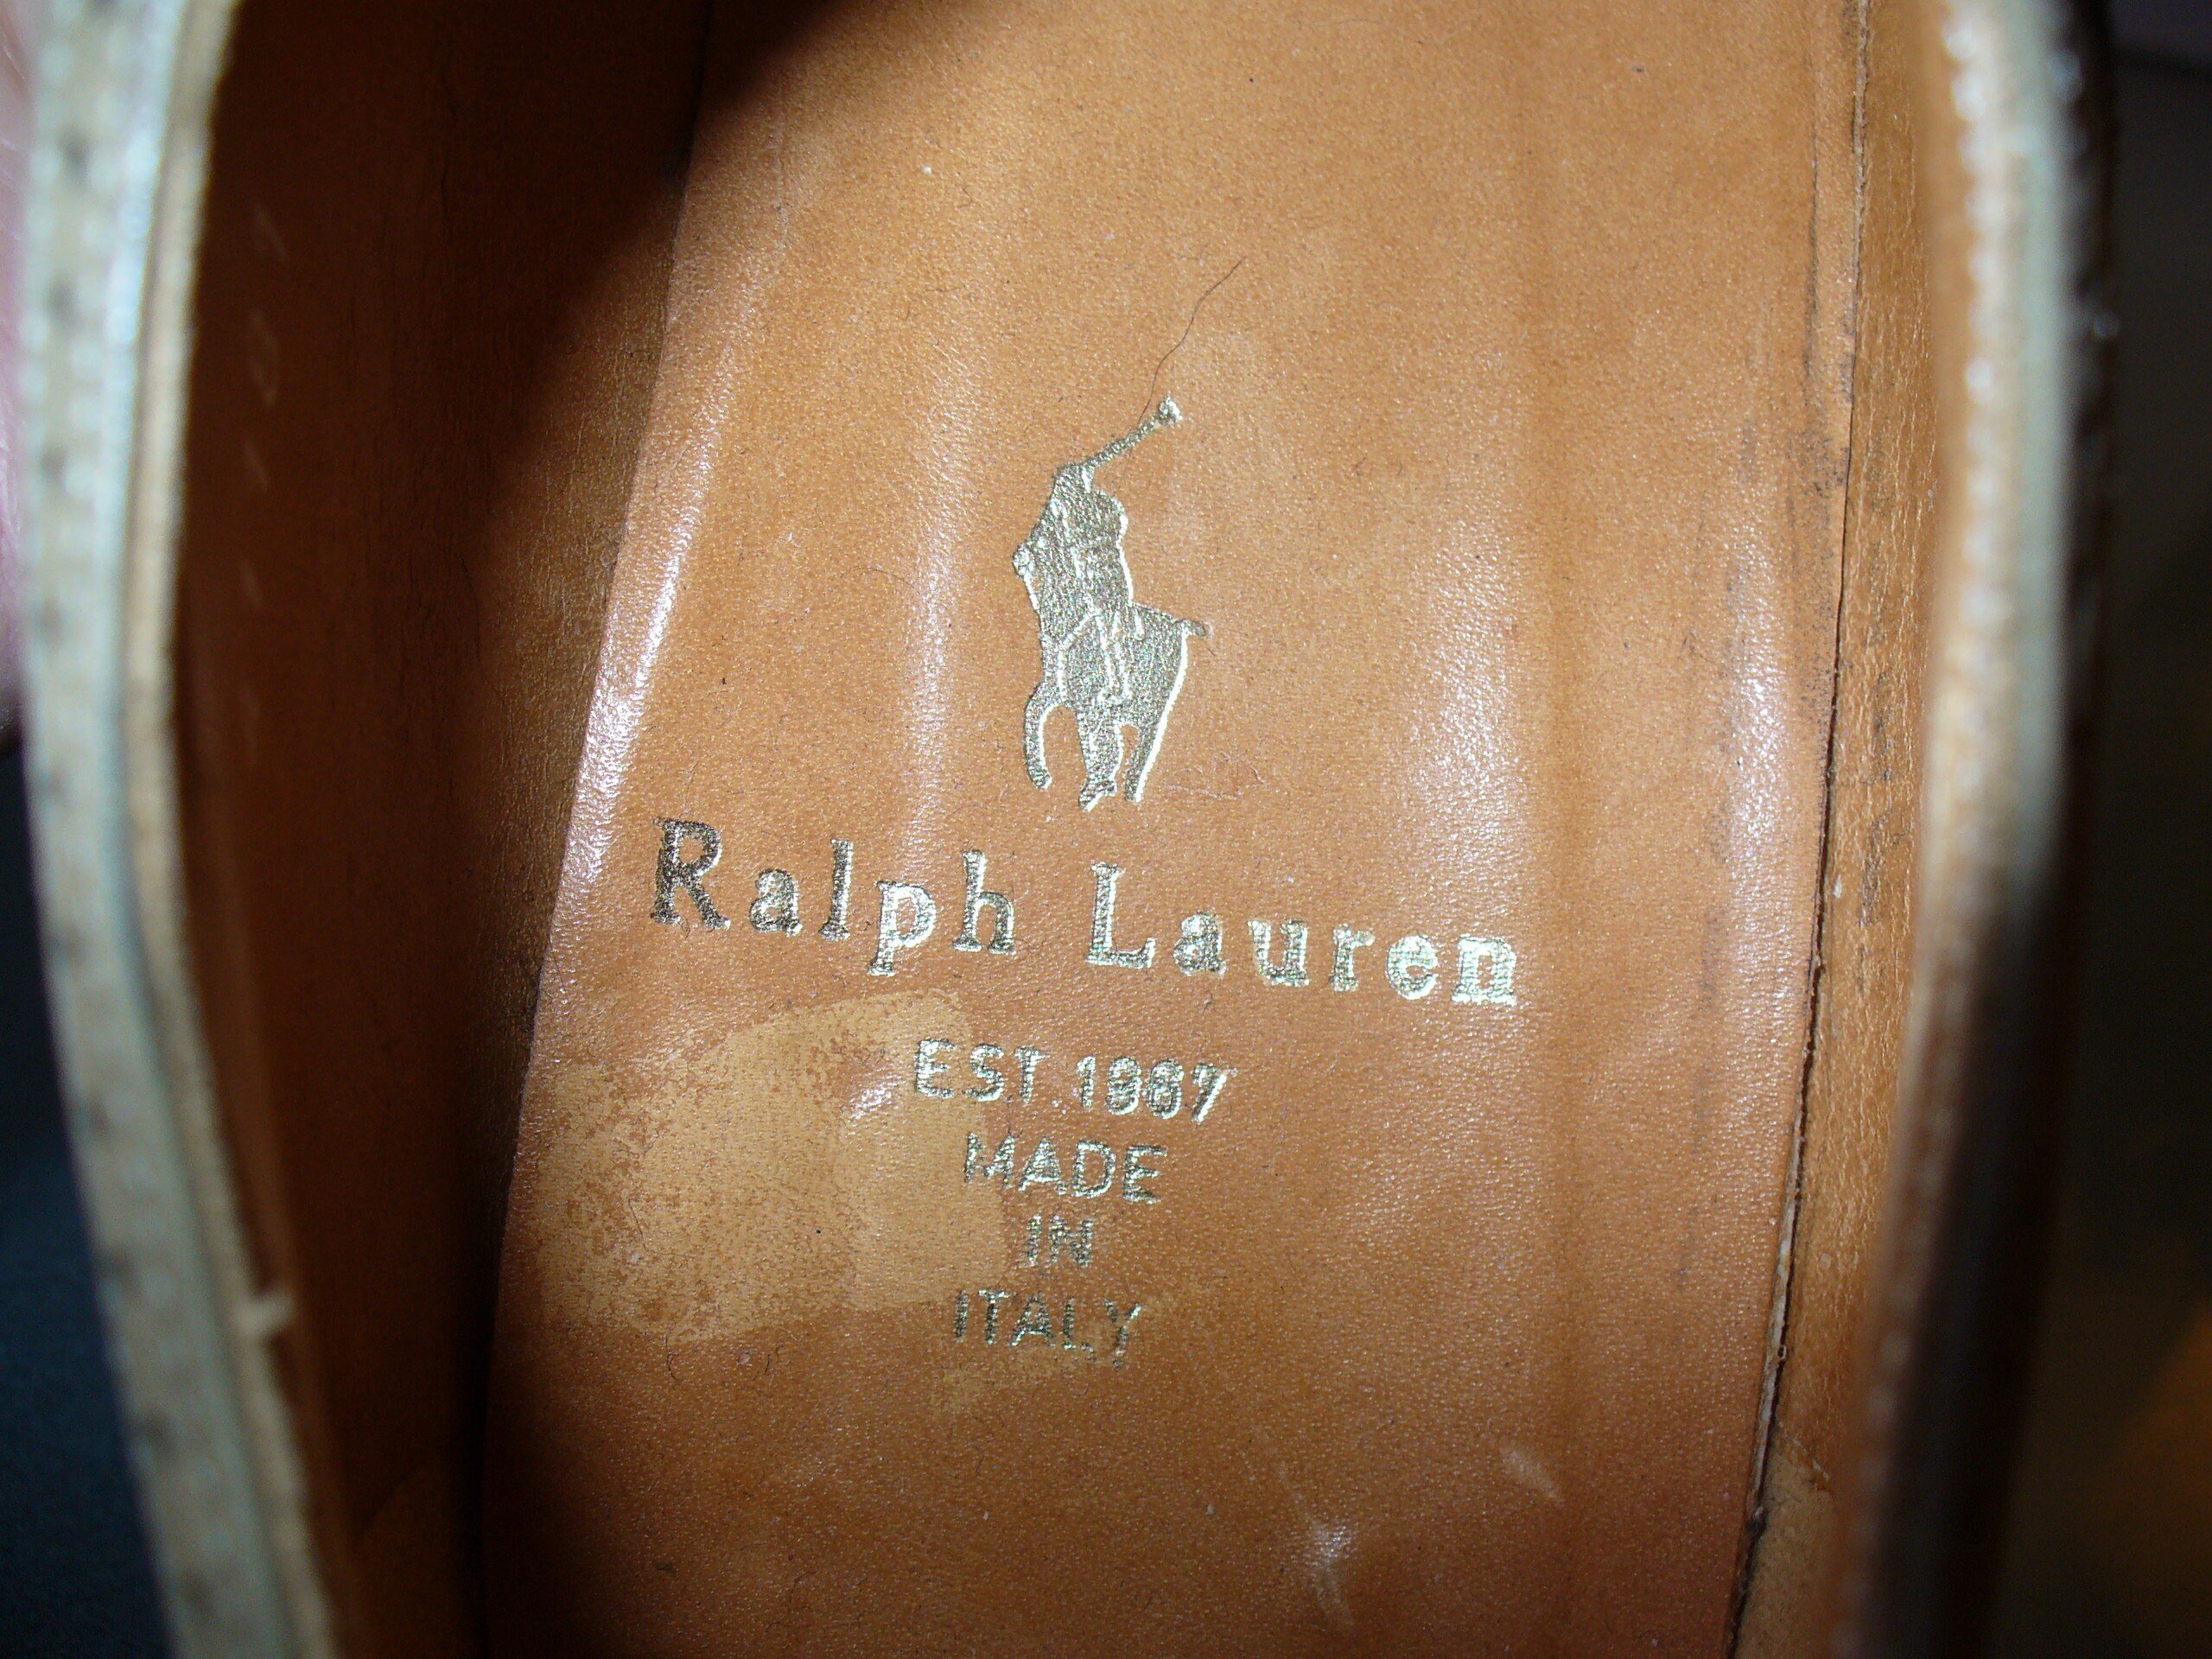 Ralph Lauren
EST.1967
MADE
IN
ITALY